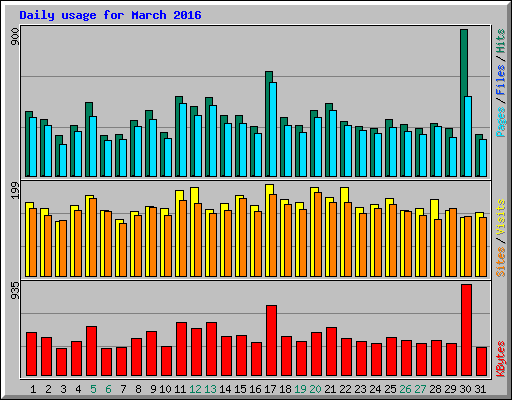 Daily usage for March 2016
900
Pages / Files / Hits
199
Sites / Visits
935
KBytes
1 2 3 4 5 6 7 8 9 10 11 12 13 14 15 16 17 18 19 20 21 22 23 24 25 26 27 28 29 30 31